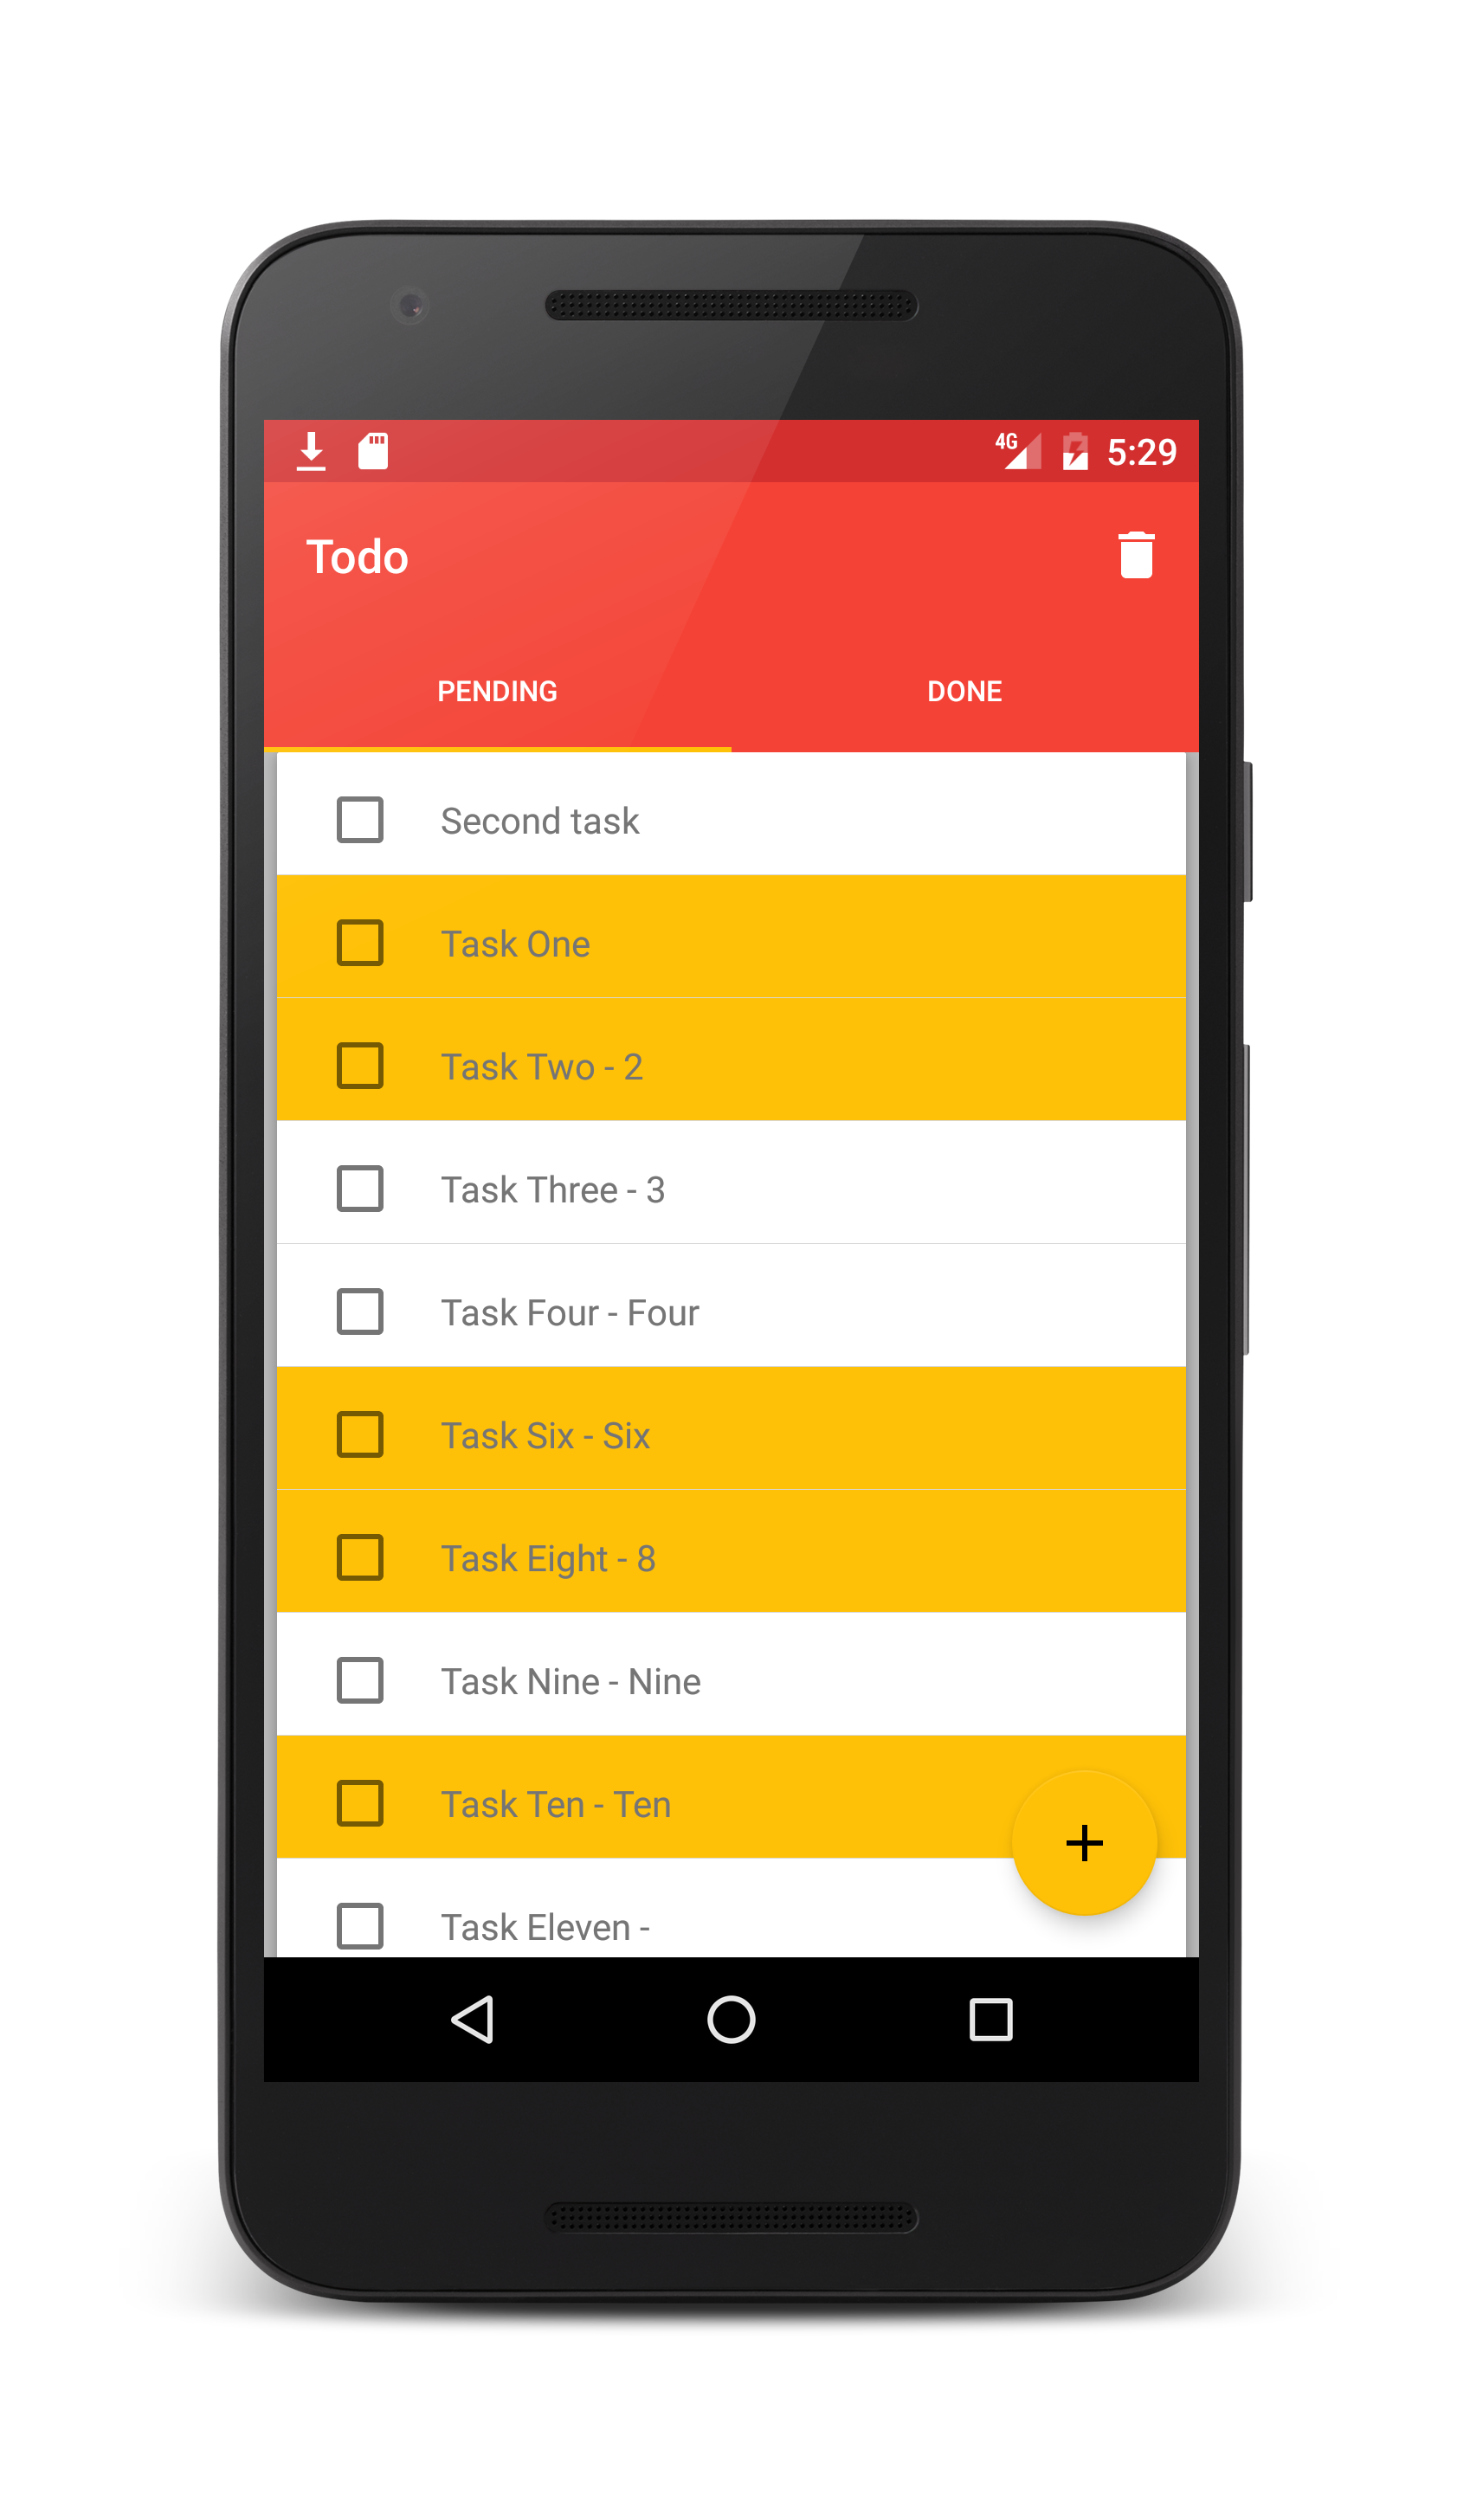 4G 5:29
Todo
PENDING DONE
Second task
Task One
Task Two - 2
Task Three - 3
Task Four - Four
Task Six - Six
Task Eight - 8
Task Nine - Nine
Task Ten - Ten
Task Eleven -